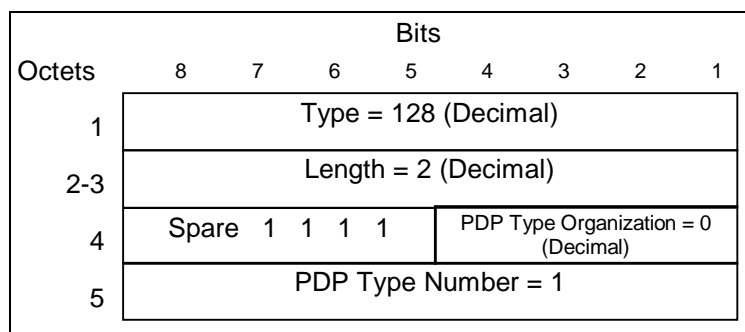 Bits
Octets 8 7 6 5 4 3 2 1
1 Type = 128 (Decimal)
2-3 Length = 2 (Decimal)
4 Spare 1 1 1 1 PDP Type Organization = 0
(Decimal)
5 PDP Type Number = 1